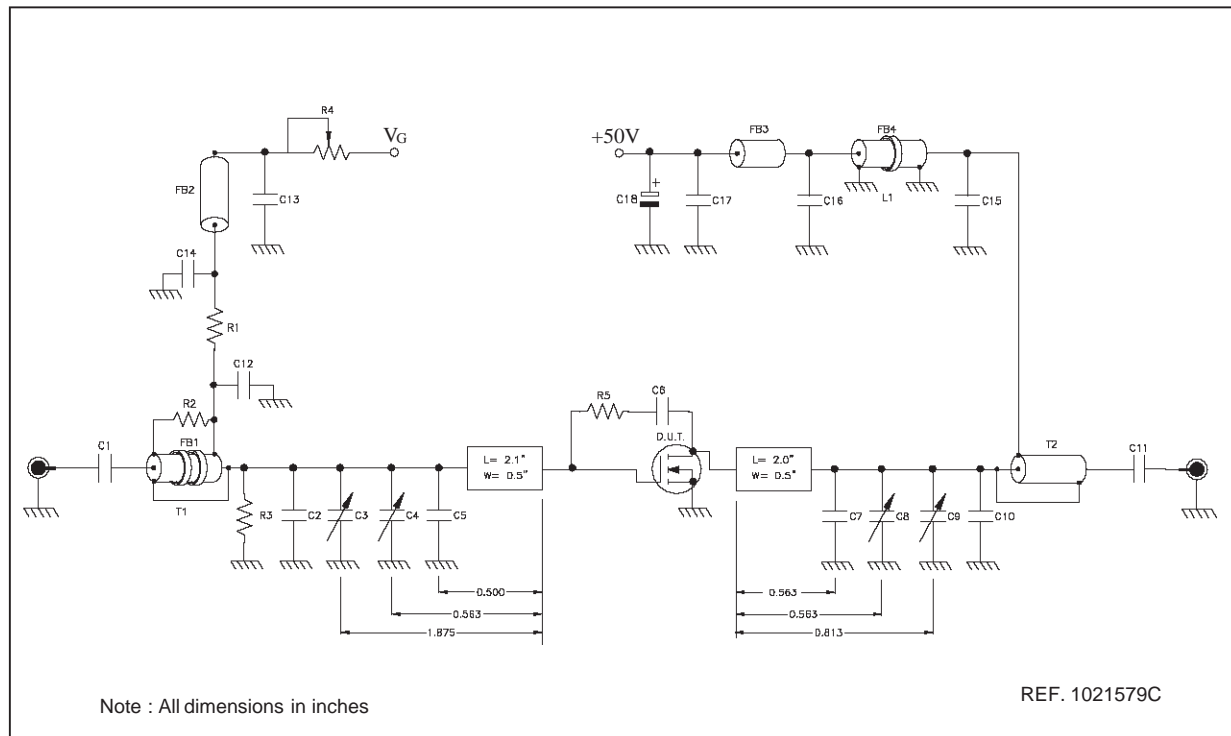 R4
VG
+50V
FB3
FB4
FB2
C13
C18
+
C17
C16
L1
C15
C14
R1
C12
R2
R5
C6
D.U.T.
C1
FB1
L= 2.1"
W= 0.5"
L= 2.0"
W= 0.5"
T2
C11
T1
R3
C2
C3
C4
C5
C7
C8
C9
C10
0.500
0.563
0.563
0.563
1.875
0.813
Note : All dimensions in inches
REF. 1021579C